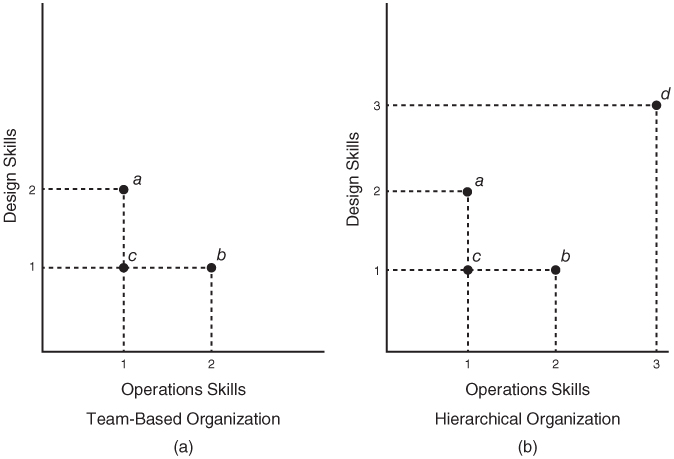 Design Skills
2
1
a
c
b
1
2
Operations Skills
Team-Based Organization
(a)
Design Skills
3
2
1
d
a
c
b
1
2
3
Operations Skills
Hierarchical Organization
(b)